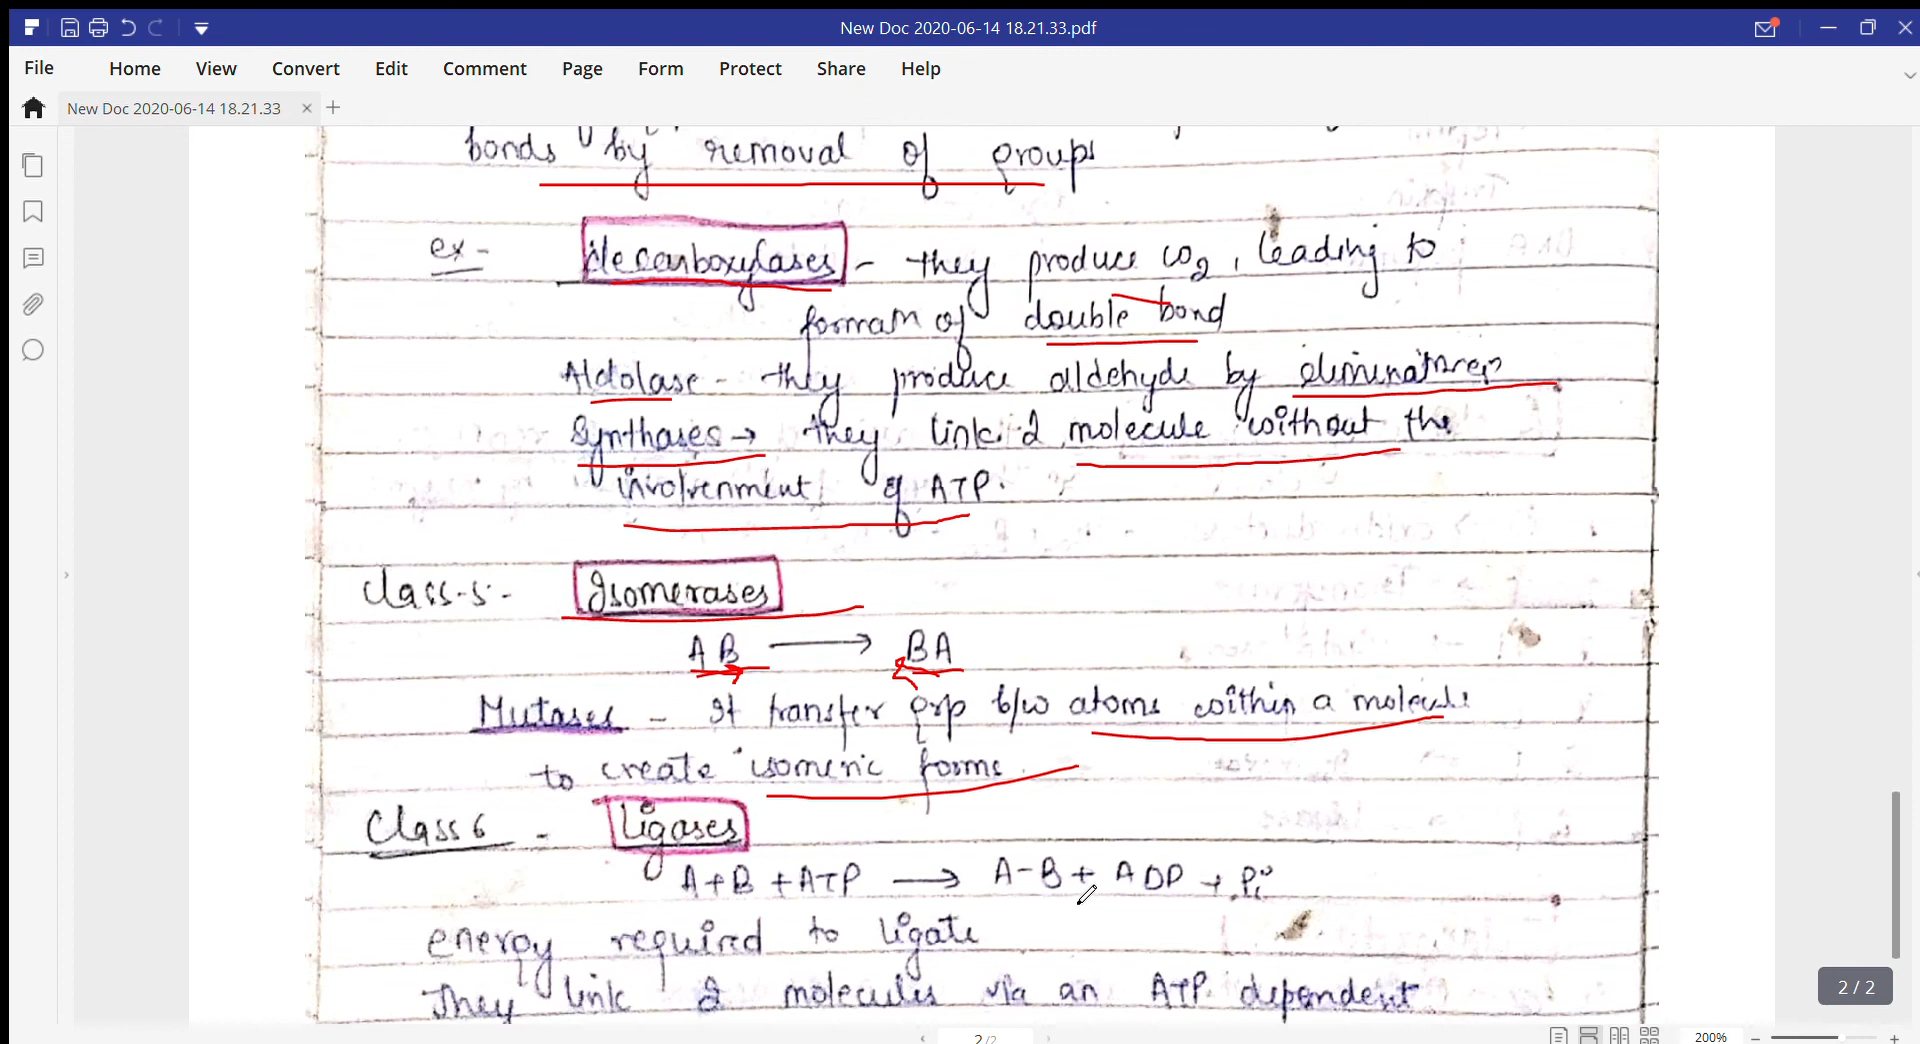 New Doc 2020-06-14 18.21.33.pdf
File Home View Convert Edit Comment Page Form Protect Share Help
New Doc 2020-06-14 18.21.33
bonds by removal of groups
ex- decarboxylases - they produce CO2, leading to
formatn of double bond
Aldolase - they produce aldehyde by elimination rxn
Synthases → they link 2 molecule without the
involvenment of ATP.
Class-5- Isomerases
AB → BA
Mutases - It transfer grp b/w atoms within a molecule
to create isomeric forms
Class 6 - Ligases
A+B +ATP → A-B+ ADP + Pi
energy required to ligate
They link 2 molecules via an ATP dependent
2 / 2
2 /2
200%